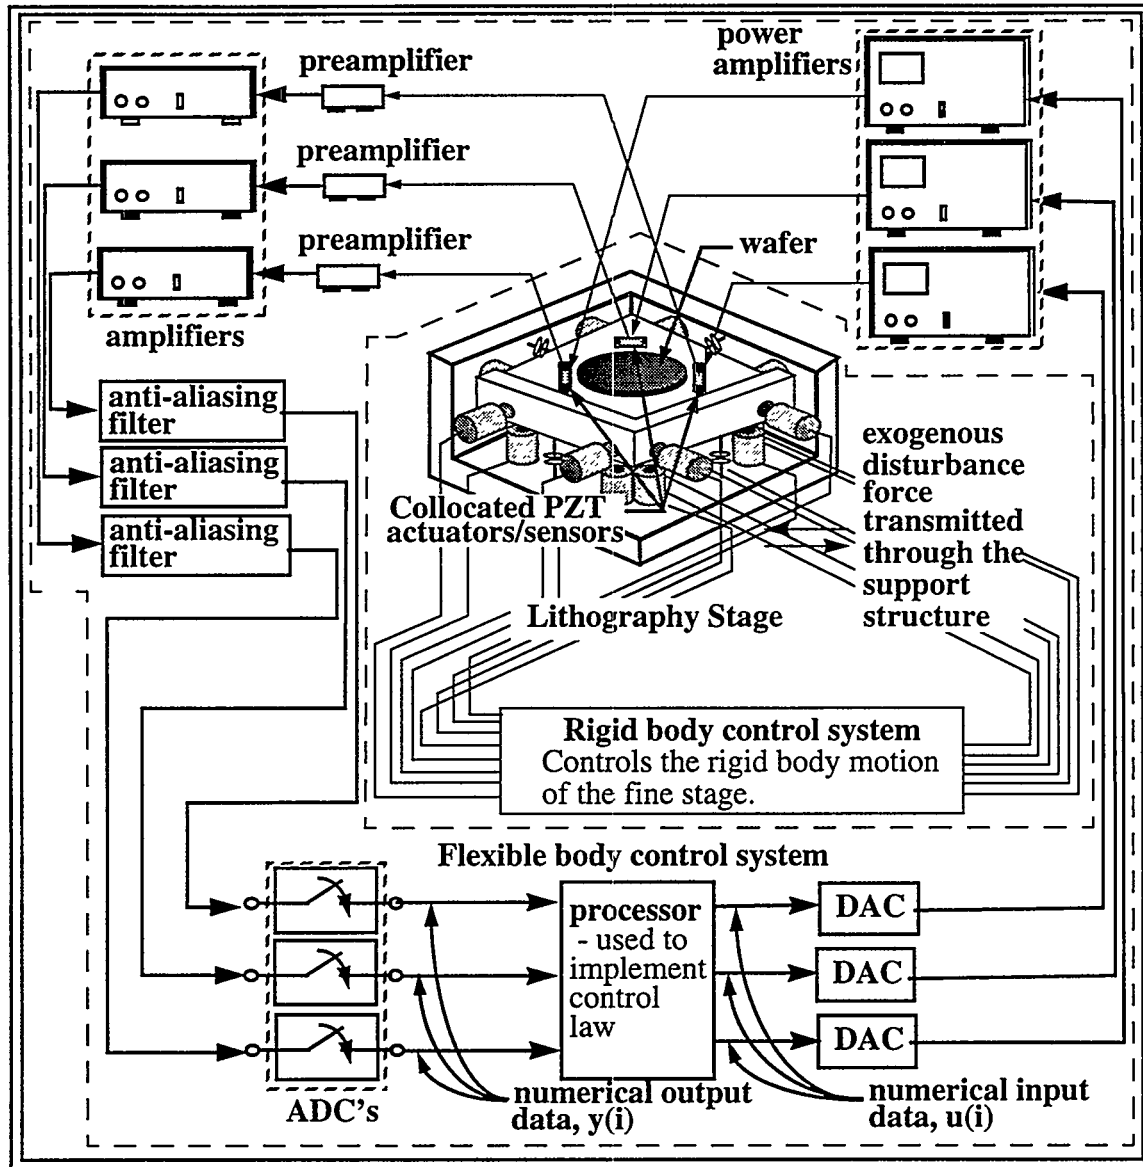 power
amplifiers
preamplifier
preamplifier
preamplifier
wafer
amplifiers
anti-aliasing
filter
anti-aliasing
filter
anti-aliasing
filter
exogenous
disturbance
force
transmitted
through the
support
structure
Collocated PZT
actuators/sensors
Lithography Stage
Rigid body control system
Controls the rigid body motion
of the fine stage.
Flexible body control system
processor
- used to
implement
control
law
DAC
DAC
DAC
ADC's
numerical output
data, y(i)
numerical input
data, u(i)